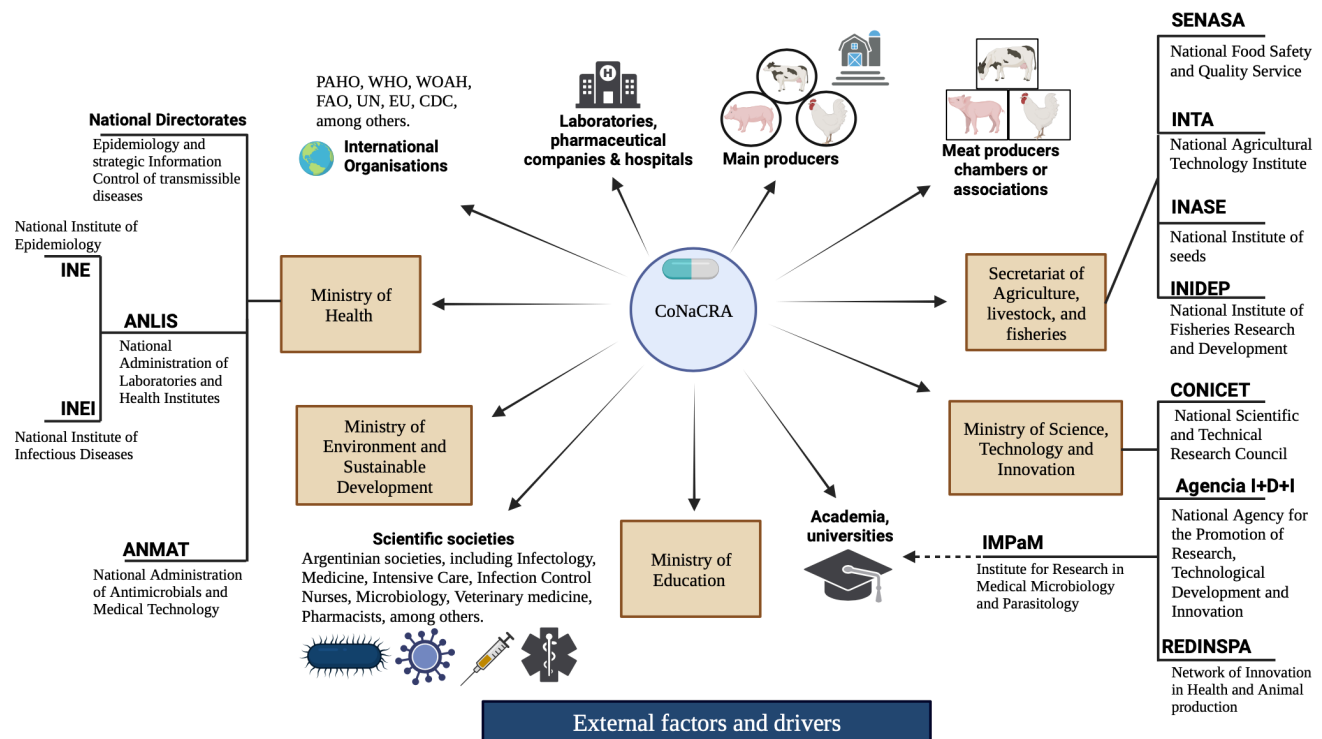 SENASA
National Food Safety
and Quality Service
INTA
National Agricultural
Technology Institute
INASE
National Institute of
seeds
INIDEP
National Institute of
Fisheries Research
and Development
PAHO, WHO, WOAH,
FAO, UN, EU, CDC,
among others.
International
Organisations
H
Laboratories,
pharmaceutical
companies & hospitals
Main producers
Meat producers
chambers or
associations
National Directorates
Epidemiology and
strategic Information
Control of transmissible
diseases
National Institute of
Epidemiology
INE
ANLIS
National
Administration of
Laboratories and
Health Institutes
INEI
National Institute of
Infectious Diseases
ANMAT
National Administration
of Antimicrobials and
Medical Technology
Ministry of
Health
CoNaCRA
Secretariat of
Agriculture,
livestock, and
fisheries
Ministry of
Environment and
Sustainable
Development
Ministry of Science,
Technology and
Innovation
CONICET
National Scientific
and Technical
Research Council
Agencia I+D+I
National Agency for
the Promotion of
Research,
Technological
Development and
Innovation
REDINSPA
Network of Innovation
in Health and Animal
production
Scientific societies
Argentinian societies, including Infectology,
Medicine, Intensive Care, Infection Control
Nurses, Microbiology, Veterinary medicine,
Pharmacists, among others.
Ministry of
Education
Academia,
universities
IMPaM
Institute for Research in
Medical Microbiology
and Parasitology
External factors and drivers